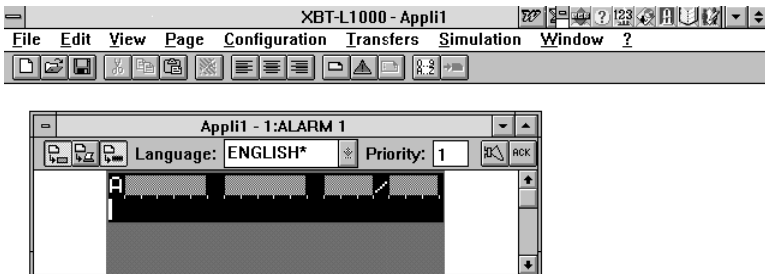 XBT-L1000 - Appli1
File Edit View Page Configuration Transfers Simulation Window ?
Appli1 - 1:ALARM 1
Language: ENGLISH* Priority: 1 ACK
A /